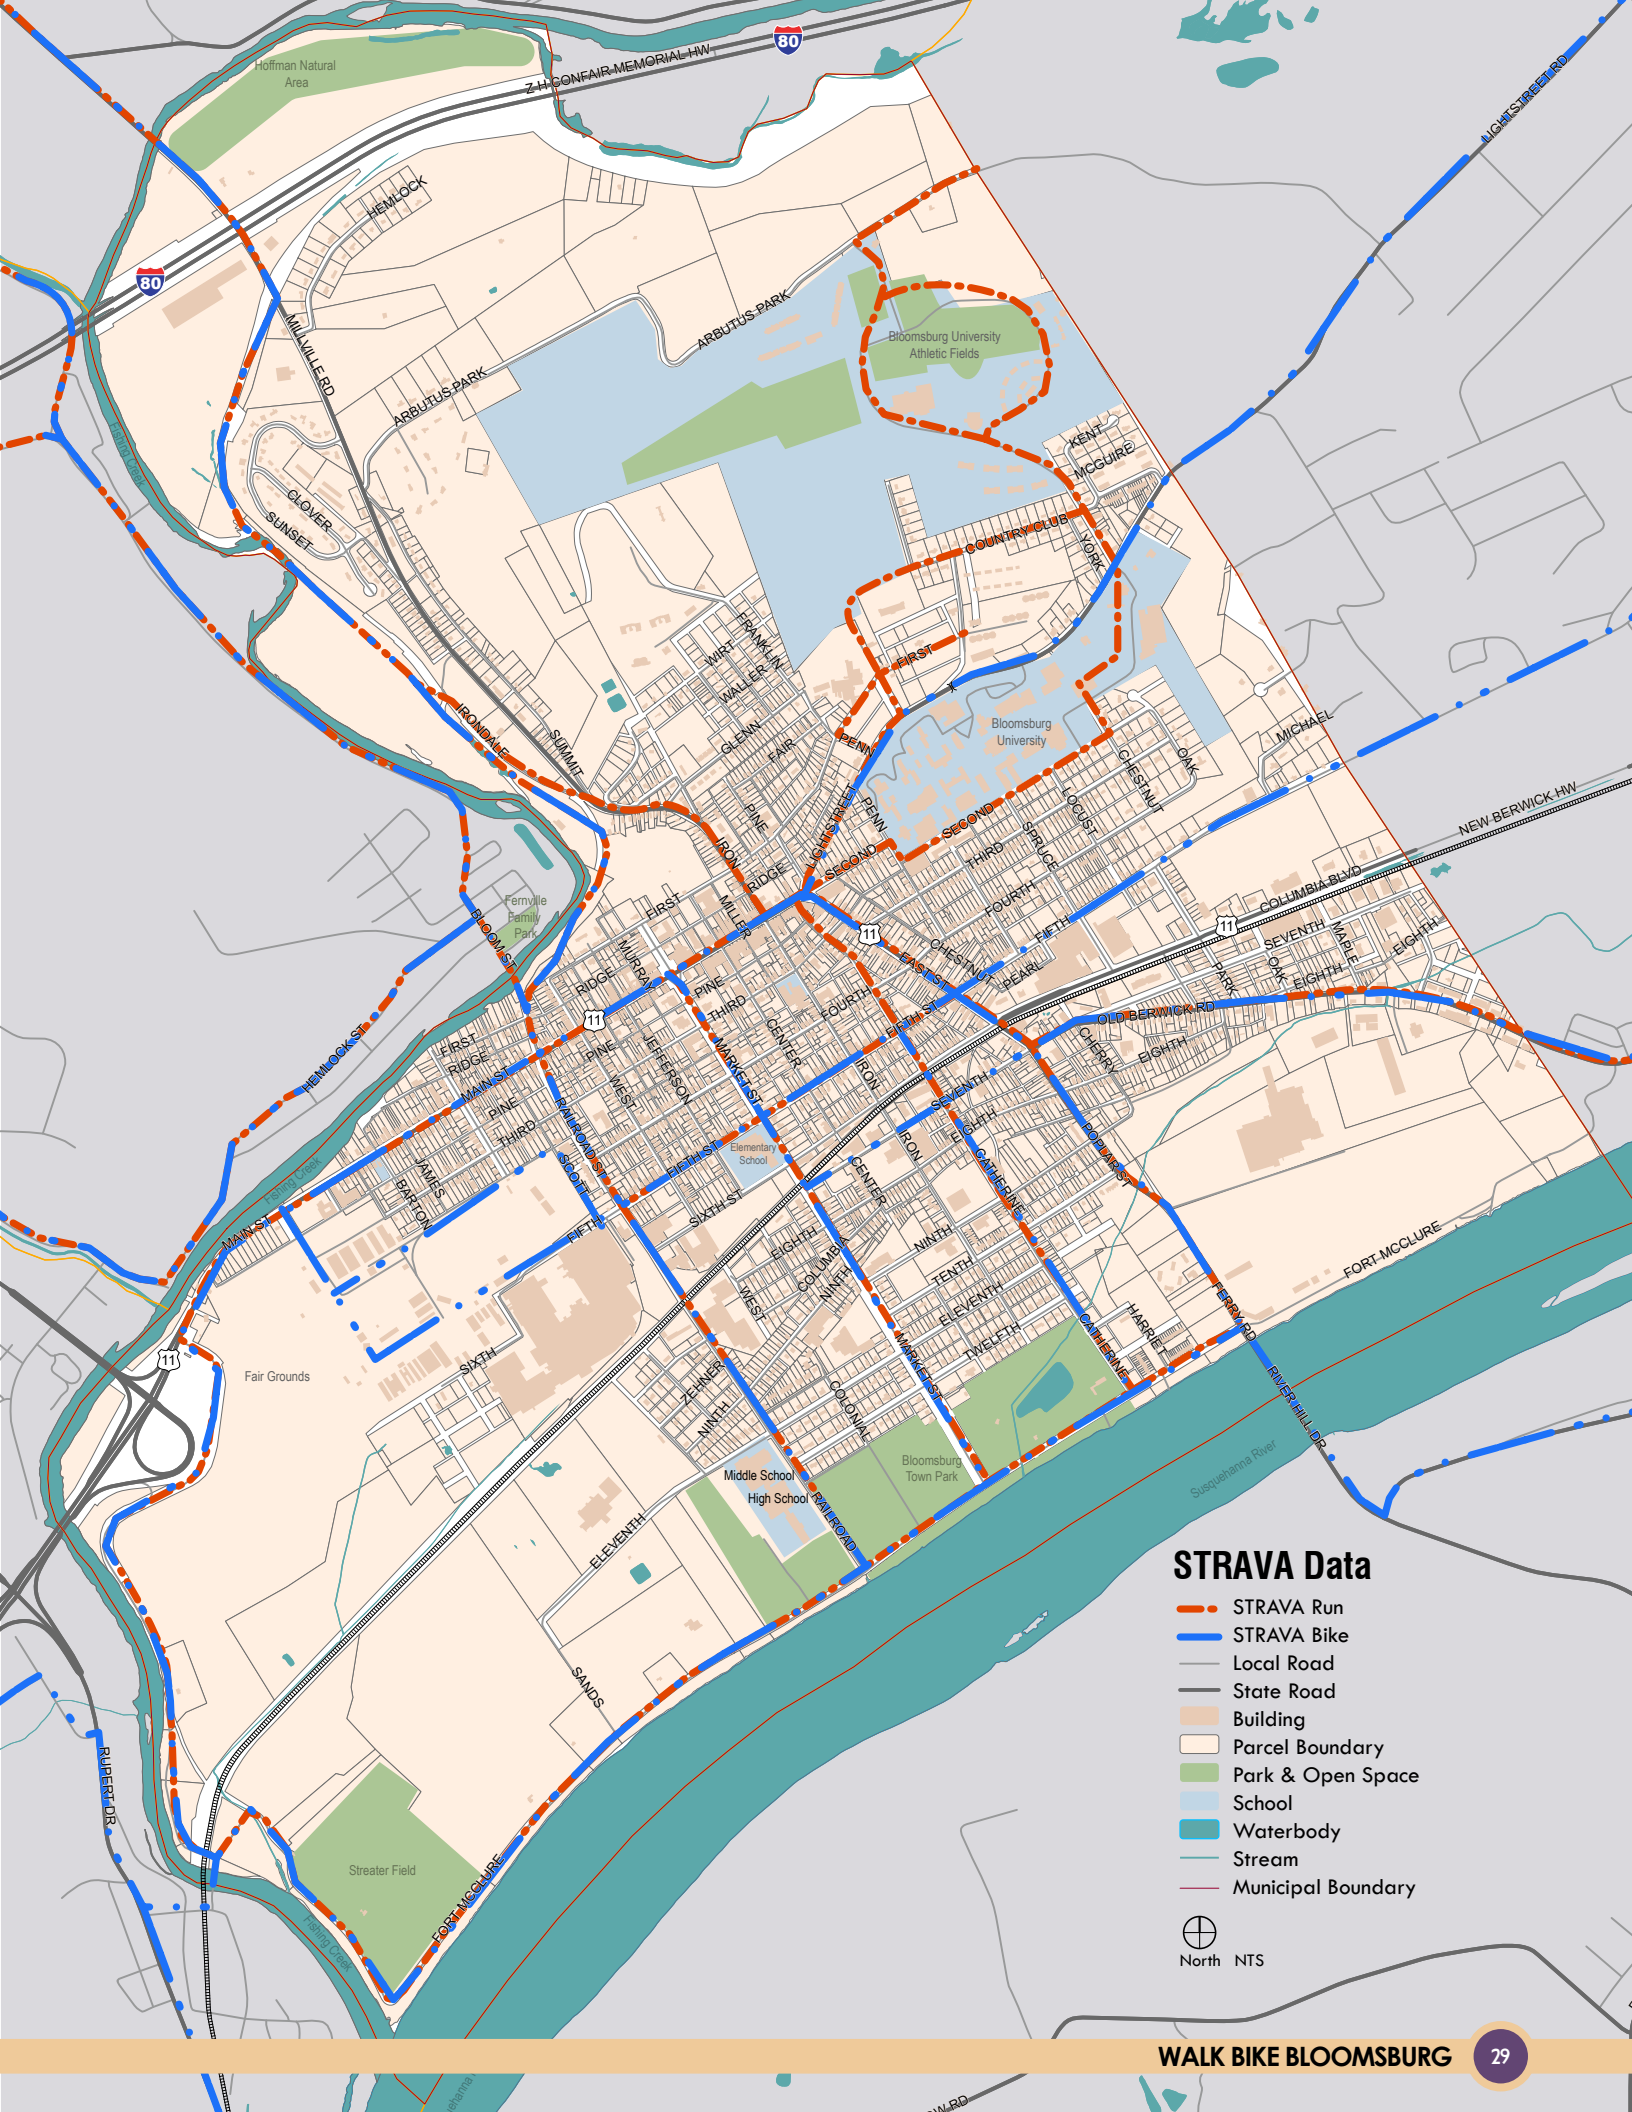 Hoffman Natural
Area
Z H CONFAIR MEMORIAL HW
80
LIGHTSTREET RD
HEMLOCK
80
MILLVILLE RD
ARBUTUS PARK
ARBUTUS PARK
Bloomsburg University
Athletic Fields
Fishing Creek
KENT
MCGUIRE
CLOVER
SUNSET
COUNTRY CLUB
YORK
FRANKLIN
WIRT
WALLER
FIRST
IRONDALE
SUMMIT
GLENN
FAIR
PENN
Bloomsburg
University
MICHAEL
OAK
CHESTNUT
LOCUST
PINE
LIGHTSTREET
PENN
SECOND
SECOND
SPRUCE
THIRD
NEW BERWICK HW
IRON
RIDGE
COLUMBIA BLVD
Fernville
Family
Park
BLOOM ST
FIRST
MILLER
FOURTH
FIFTH
11
11
CHESTNUT
EAST ST
PEARL
SEVENTH
MAPLE
EIGHTH
OAK
EIGHTH
PARK
MURRAY
RIDGE
PINE
THIRD
FOURTH
FIFTH ST
OLD BERWICK RD
11
CENTER
FIRST
RIDGE
MAIN ST
PINE
JEFFERSON
MARKET ST
CHERRY
EIGHTH
HEMLOCK ST
PINE
WEST
IRON
SEVENTH
EIGHTH
THIRD
RAILROAD ST
SCOTT
FIFTH ST
Elementary
School
IRON
CENTER
CATHERINE
POPLAR ST
Fishing Creek
JAMES
BARTON
MAIN ST
SIXTH ST
FIFTH
EIGHTH
COLUMBIA
NINTH
NINTH
TENTH
ELEVENTH
TWELFTH
WEST
FORT MCCLURE
FERRY RD
HARRIET
CATHERINE
MARKET ST
11
Fair Grounds
SIXTH
ZEHNER
NINTH
COLONIAL
RIVER HILL DR
Bloomsburg
Town Park
Susquehanna River
Middle School
High School
RAILROAD
ELEVENTH
SANDS
RUPERT DR
Streater Field
FORT MCCLURE
Fishing Creek
STRAVA Data
STRAVA Run
STRAVA Bike
Local Road
State Road
Building
Parcel Boundary
Park & Open Space
School
Waterbody
Stream
Municipal Boundary
North NTS
WALK BIKE BLOOMSBURG 29